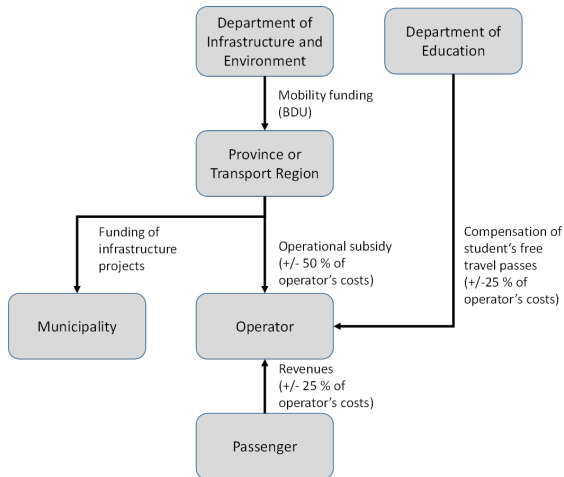 Department of
Infrastructure and
Environment
Department of
Education
Mobility funding
(BDU)
Province or
Transport Region
Funding of
infrastructure
projects
Operational subsidy
(+/- 50 % of
operator's costs)
Compensation of
student's free
travel passes
(+/-25 % of
operator's costs)
Municipality
Operator
Revenues
(+/- 25 % of
operator's costs)
Passenger